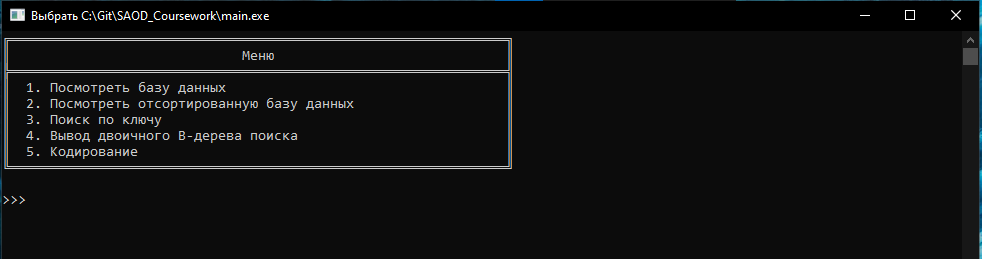 Выбрать C:\Git\SAOD_Coursework\main.exe
Меню
1. Посмотреть базу данных
2. Посмотреть отсортированную базу данных
3. Поиск по ключу
4. Вывод двоичного B-дерева поиска
5. Кодирование
>>>